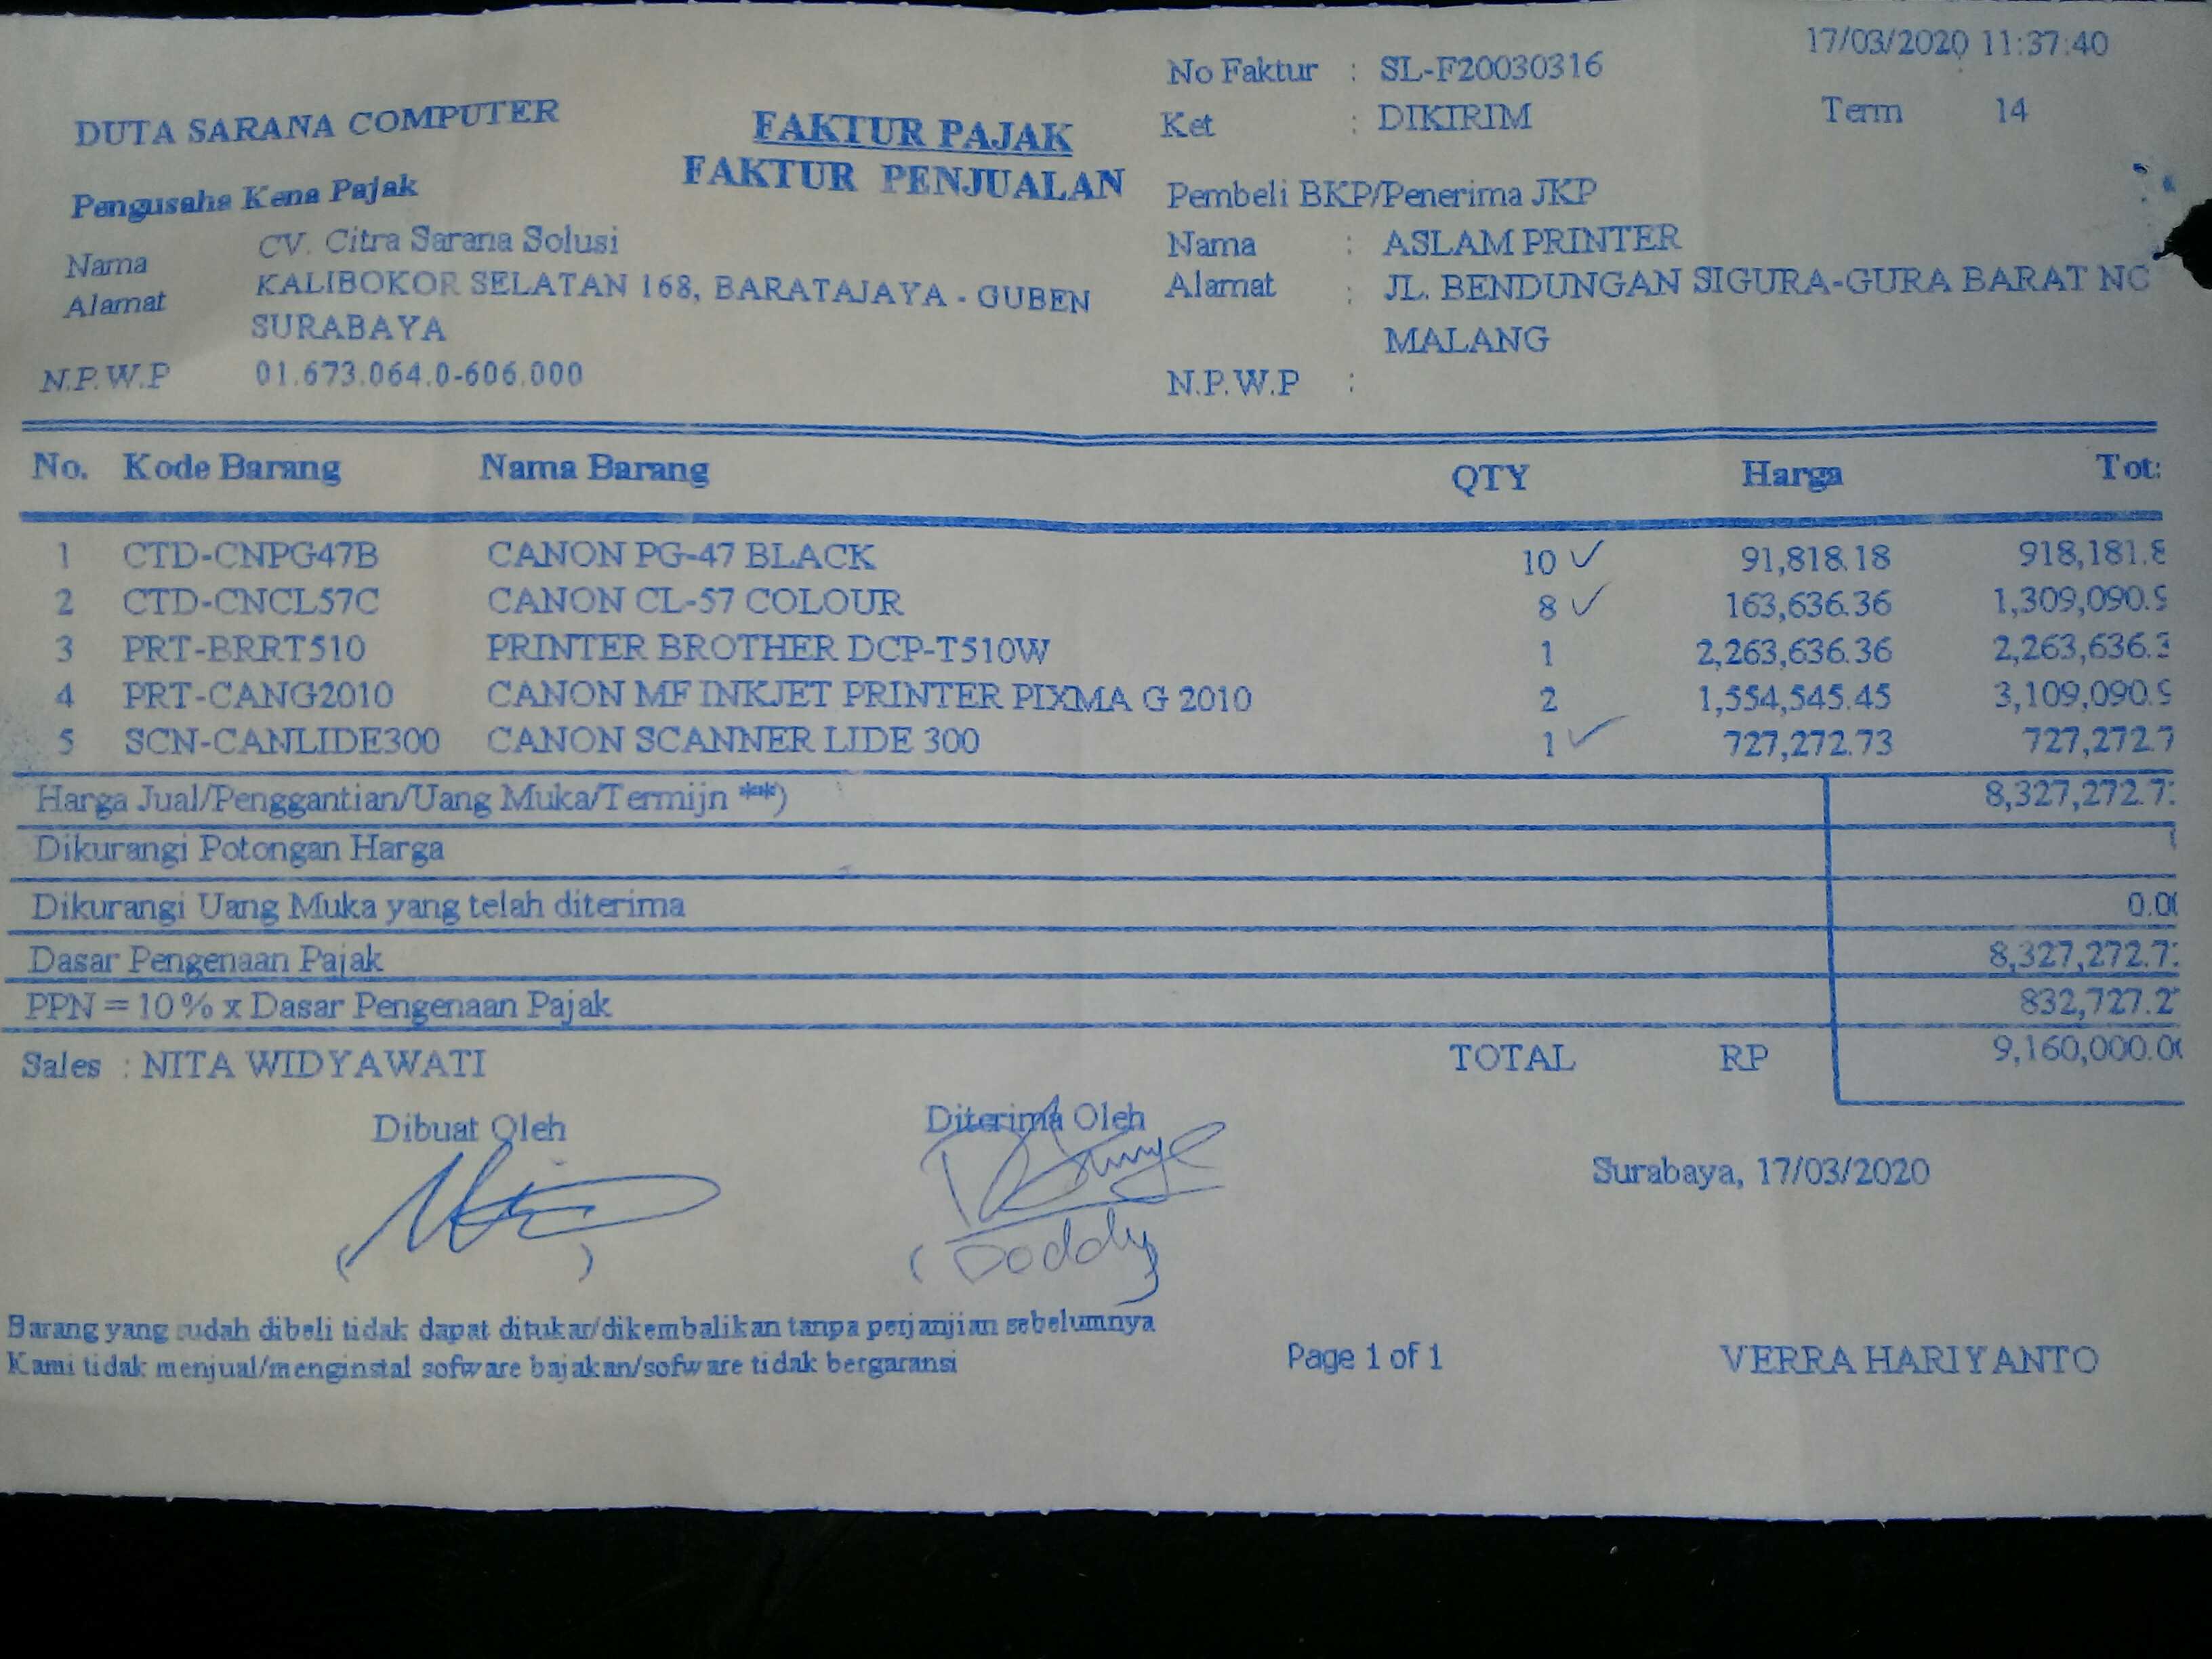 17/03/2020 11:37:40
No Faktur : SL-F20030316
DUTA SARANA COMPUTER
FAKTUR PAJAK
Ket : DIKIRIM
Term 14
FAKTUR PENJUALAN
Pengusaha Kena Pajak
Pembeli BKP/Penerima JKP
Nama CV. Citra Sarana Solusi
Nama : ASLAM PRINTER
Alamat KALIBOKOR SELATAN 168, BARATAJAYA - GUBEN
Alamat : JL. BENDUNGAN SIGURA-GURA BARAT NO
SURABAYA
MALANG
N.P.W.P 01.673.064.0-606.000
N.P.W.P :
No. Kode Barang Nama Barang QTY Harga Tot
1 CTD-CNPG47B CANON PG-47 BLACK 10 ✓ 91,818.18 918,181.8
2 CTD-CNCL57C CANON CL-57 COLOUR 8 ✓ 163,636.36 1,309,090.9
3 PRT-BRRT510 PRINTER BROTHER DCP-T510W 1 2,263,636.36 2,263,636.3
4 PRT-CANG2010 CANON MF INKJET PRINTER PIXMA G 2010 2 1,554,545.45 3,109,090.9
5 SCN-CANLIDE300 CANON SCANNER LIDE 300 1 ✓ 727,272.73 727,272.7
Harga Jual/Penggantian/Uang Muka/Termijn **) 8,327,272.7
Dikurangi Potongan Harga
Dikurangi Uang Muka yang telah diterima 0.0
Dasar Pengenaan Pajak 8,327,272.7
PPN = 10% x Dasar Pengenaan Pajak 832,727.2
Sales : NITA WIDYAWATI
TOTAL RP 9,160,000.0
Dibuat Oleh
Diterima Oleh
Surabaya, 17/03/2020
( )
( Doddy )
Barang yang sudah dibeli tidak dapat ditukar/dikembalikan tanpa perjanjian sebelumnya
Kami tidak menjual/menginstal sofware bajakan/sofware tidak bergaransi
Page 1 of 1
VERRA HARIYANTO